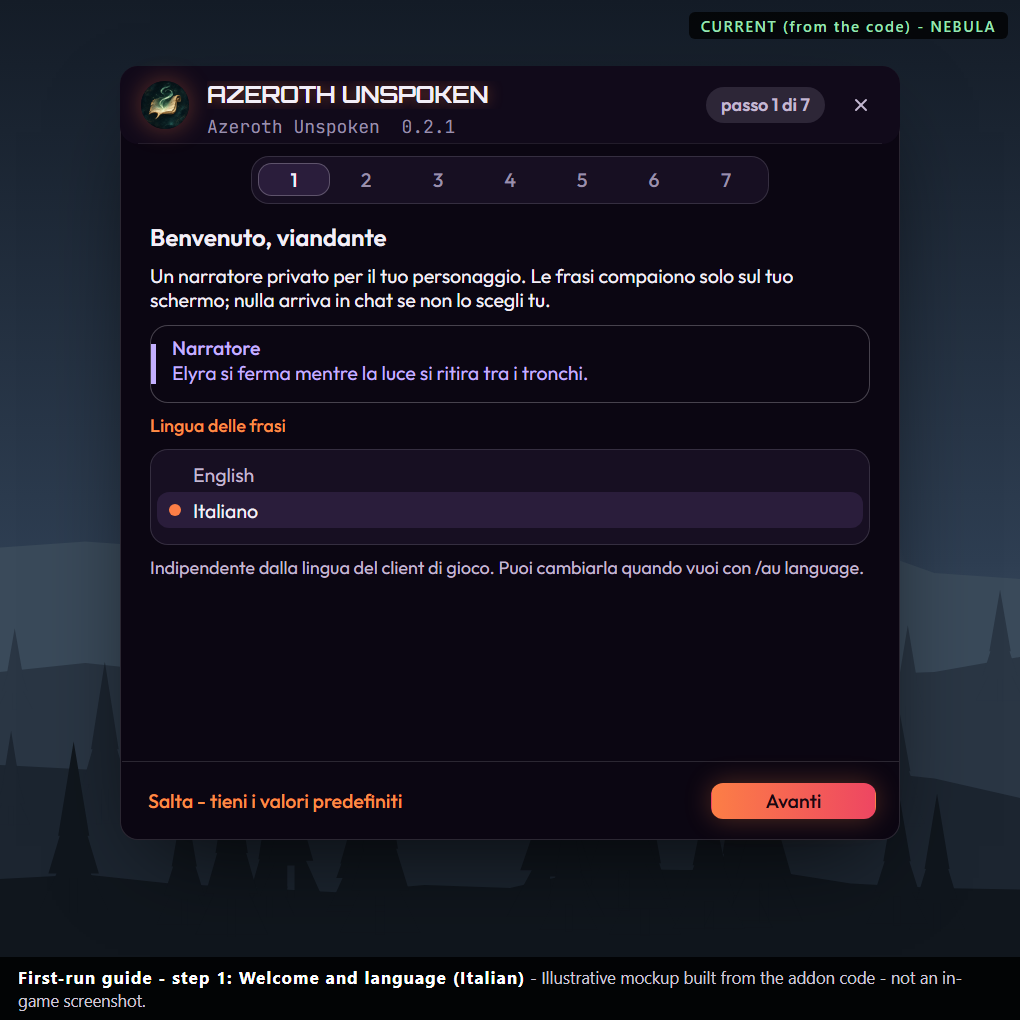 CURRENT (from the code) - NEBULA
AZEROTH UNSPOKEN
Azeroth Unspoken 0.2.1
passo 1 di 7
1 2 3 4 5 6 7
Benvenuto, viandante
Un narratore privato per il tuo personaggio. Le frasi compaiono solo sul tuo
schermo; nulla arriva in chat se non lo scegli tu.
Narratore
Elyra si ferma mentre la luce si ritira tra i tronchi.
Lingua delle frasi
English
Italiano
Indipendente dalla lingua del client di gioco. Puoi cambiarla quando vuoi con /au language.
Salta - tieni i valori predefiniti
Avanti
First-run guide - step 1: Welcome and language (Italian) - Illustrative mockup built from the addon code - not an in-
game screenshot.